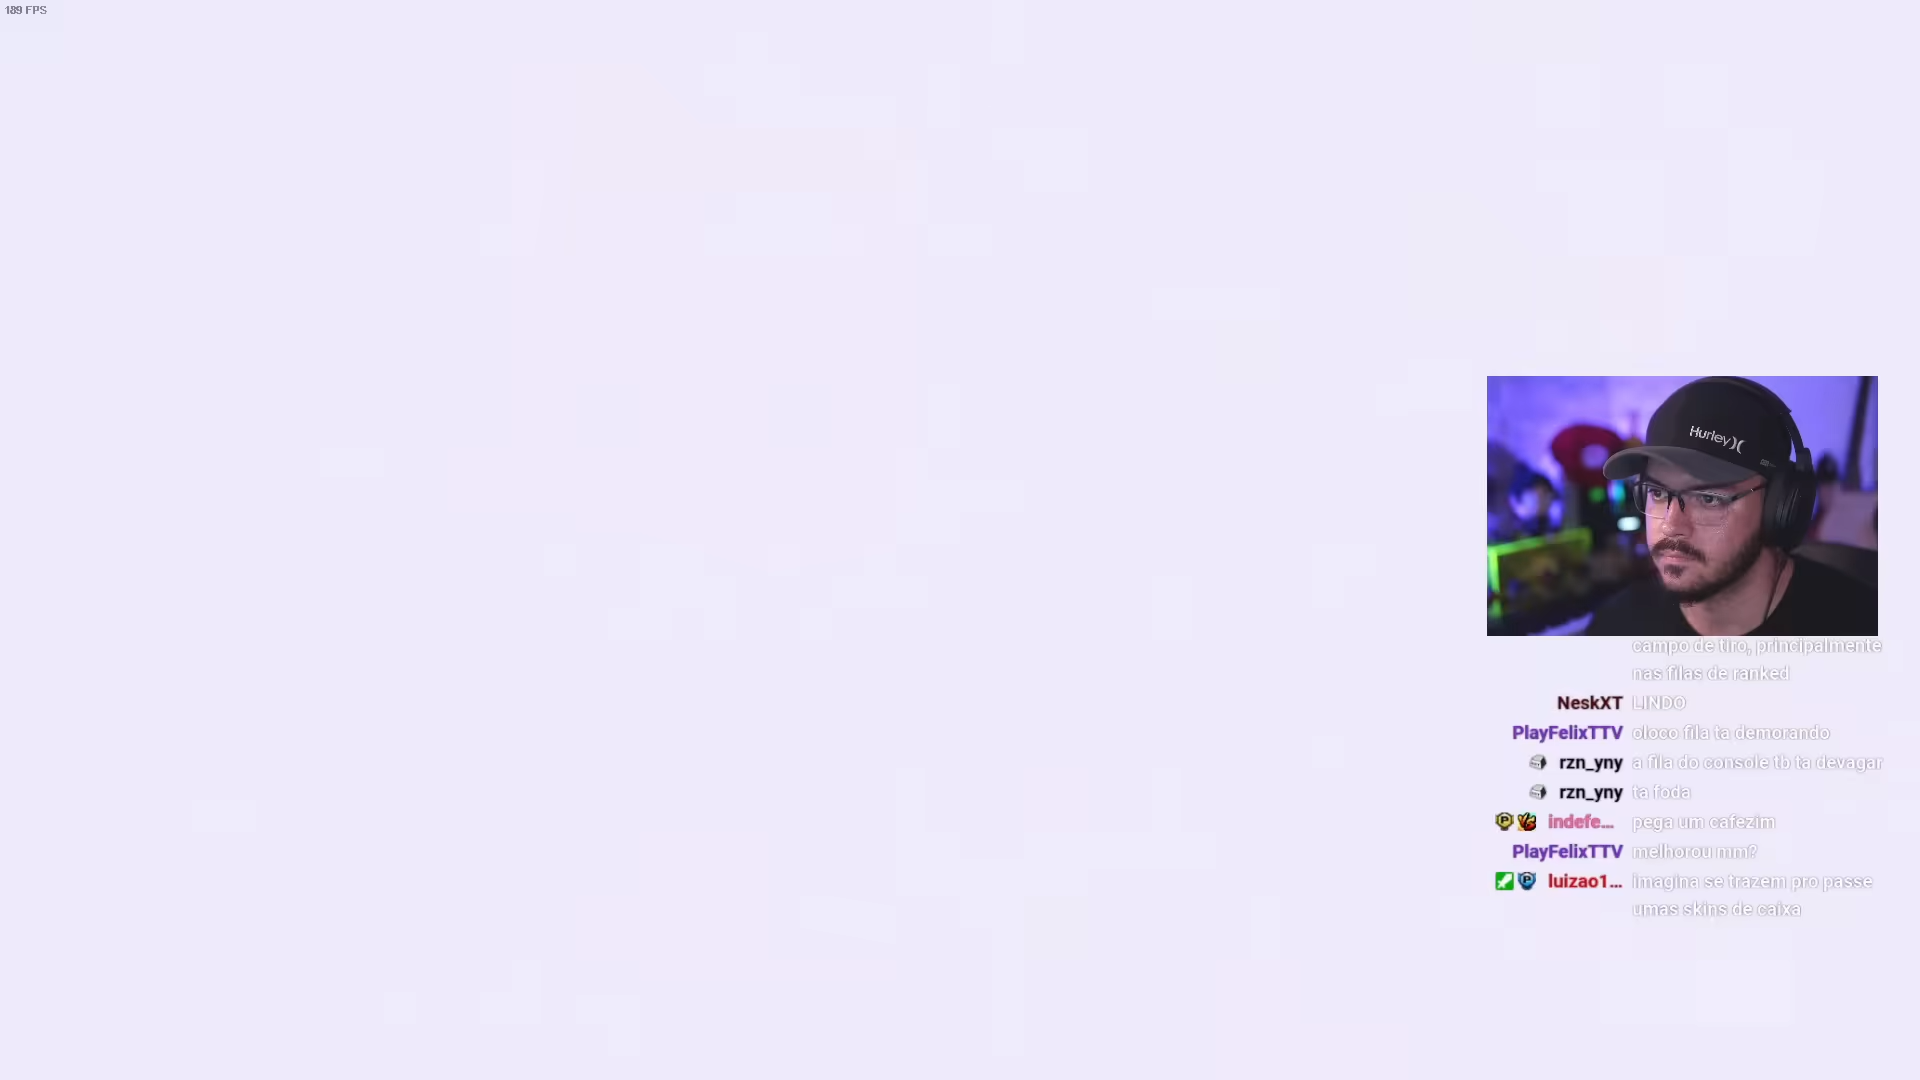 189 FPS
Hurley
campo de tiro, principalmente
nas filas de ranked
NeskXT LINDO
PlayFelixTTV oloco fila ta demorando
rzn_yny a fila do console tb ta devagar
rzn_yny ta foda
indefe... pega um cafezim
PlayFelixTTV melhorou mm?
luizao1... imagina se trazem pro passe
umas skins de caixa